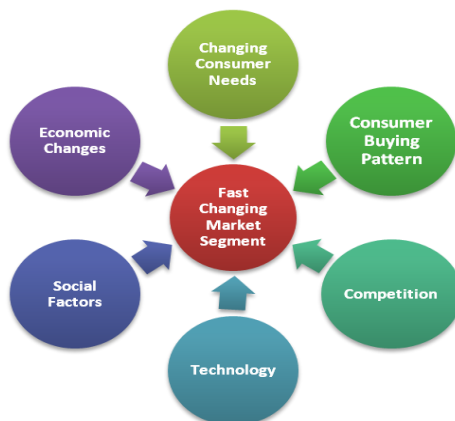 Changing
Consumer
Needs
Economic
Changes
Consumer
Buying
Pattern
Fast
Changing
Market
Segment
Social
Factors
Competition
Technology